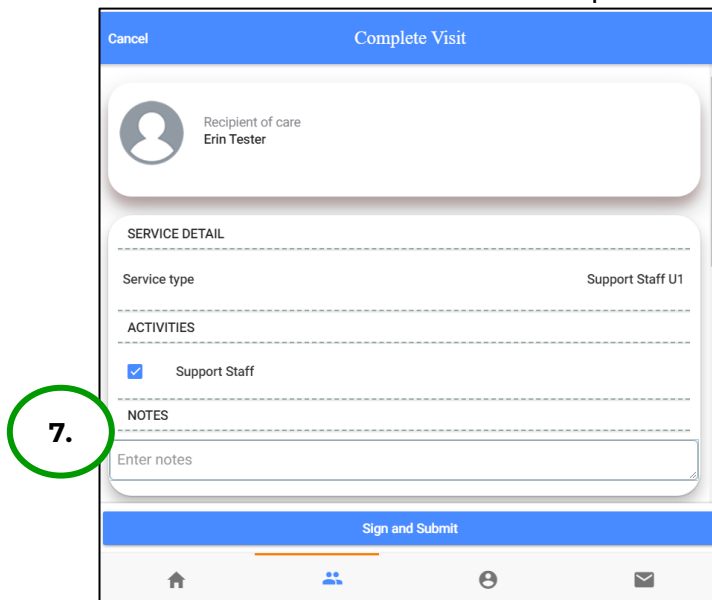 Cancel Complete Visit
Recipient of care
Erin Tester
SERVICE DETAIL
Service type Support Staff U1
ACTIVITIES
Support Staff
NOTES
7.
Enter notes
Sign and Submit